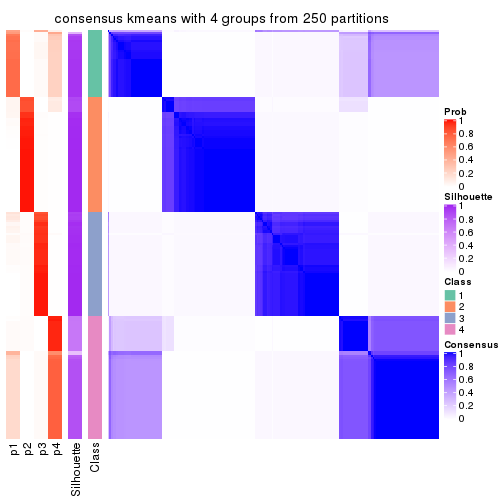 consensus kmeans with 4 groups from 250 partitions
Prob
1
0.8
0.6
0.4
0.2
0
Silhouette
1
0.8
0.6
0.4
0.2
0
Class
1
2
3
4
Consensus
1
0.8
0.6
0.4
0.2
0
p1
p2
p3
p4
Silhouette
Class